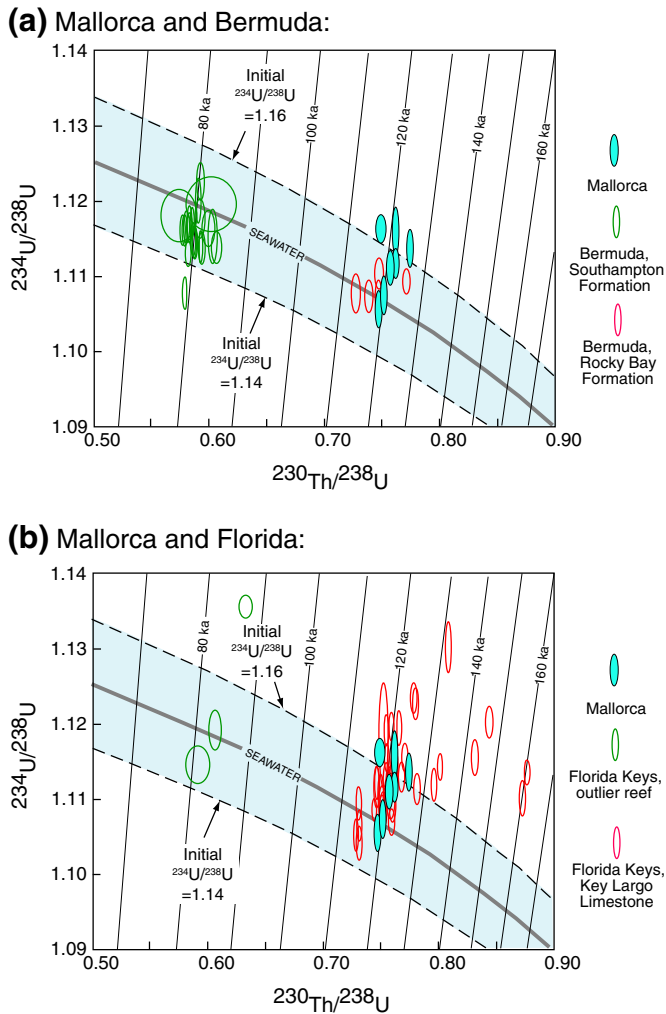 (a) Mallorca and Bermuda:
1.14
1.13
1.12
1.11
1.10
1.09
234U/238U
Initial
234U/238U
=1.16
80 ka
100 ka
120 ka
140 ka
160 ka
SEAWATER
Initial
234U/238U
=1.14
0.50
0.60
0.70
0.80
0.90
230Th/238U
Mallorca
Bermuda,
Southampton
Formation
Bermuda,
Rocky Bay
Formation
(b) Mallorca and Florida:
1.14
1.13
1.12
1.11
1.10
1.09
234U/238U
80 ka
Initial
234U/238U
=1.16
100 ka
120 ka
140 ka
160 ka
SEAWATER
Initial
234U/238U
=1.14
0.50
0.60
0.70
0.80
0.90
230Th/238U
Mallorca
Florida Keys,
outlier reef
Florida Keys,
Key Largo
Limestone